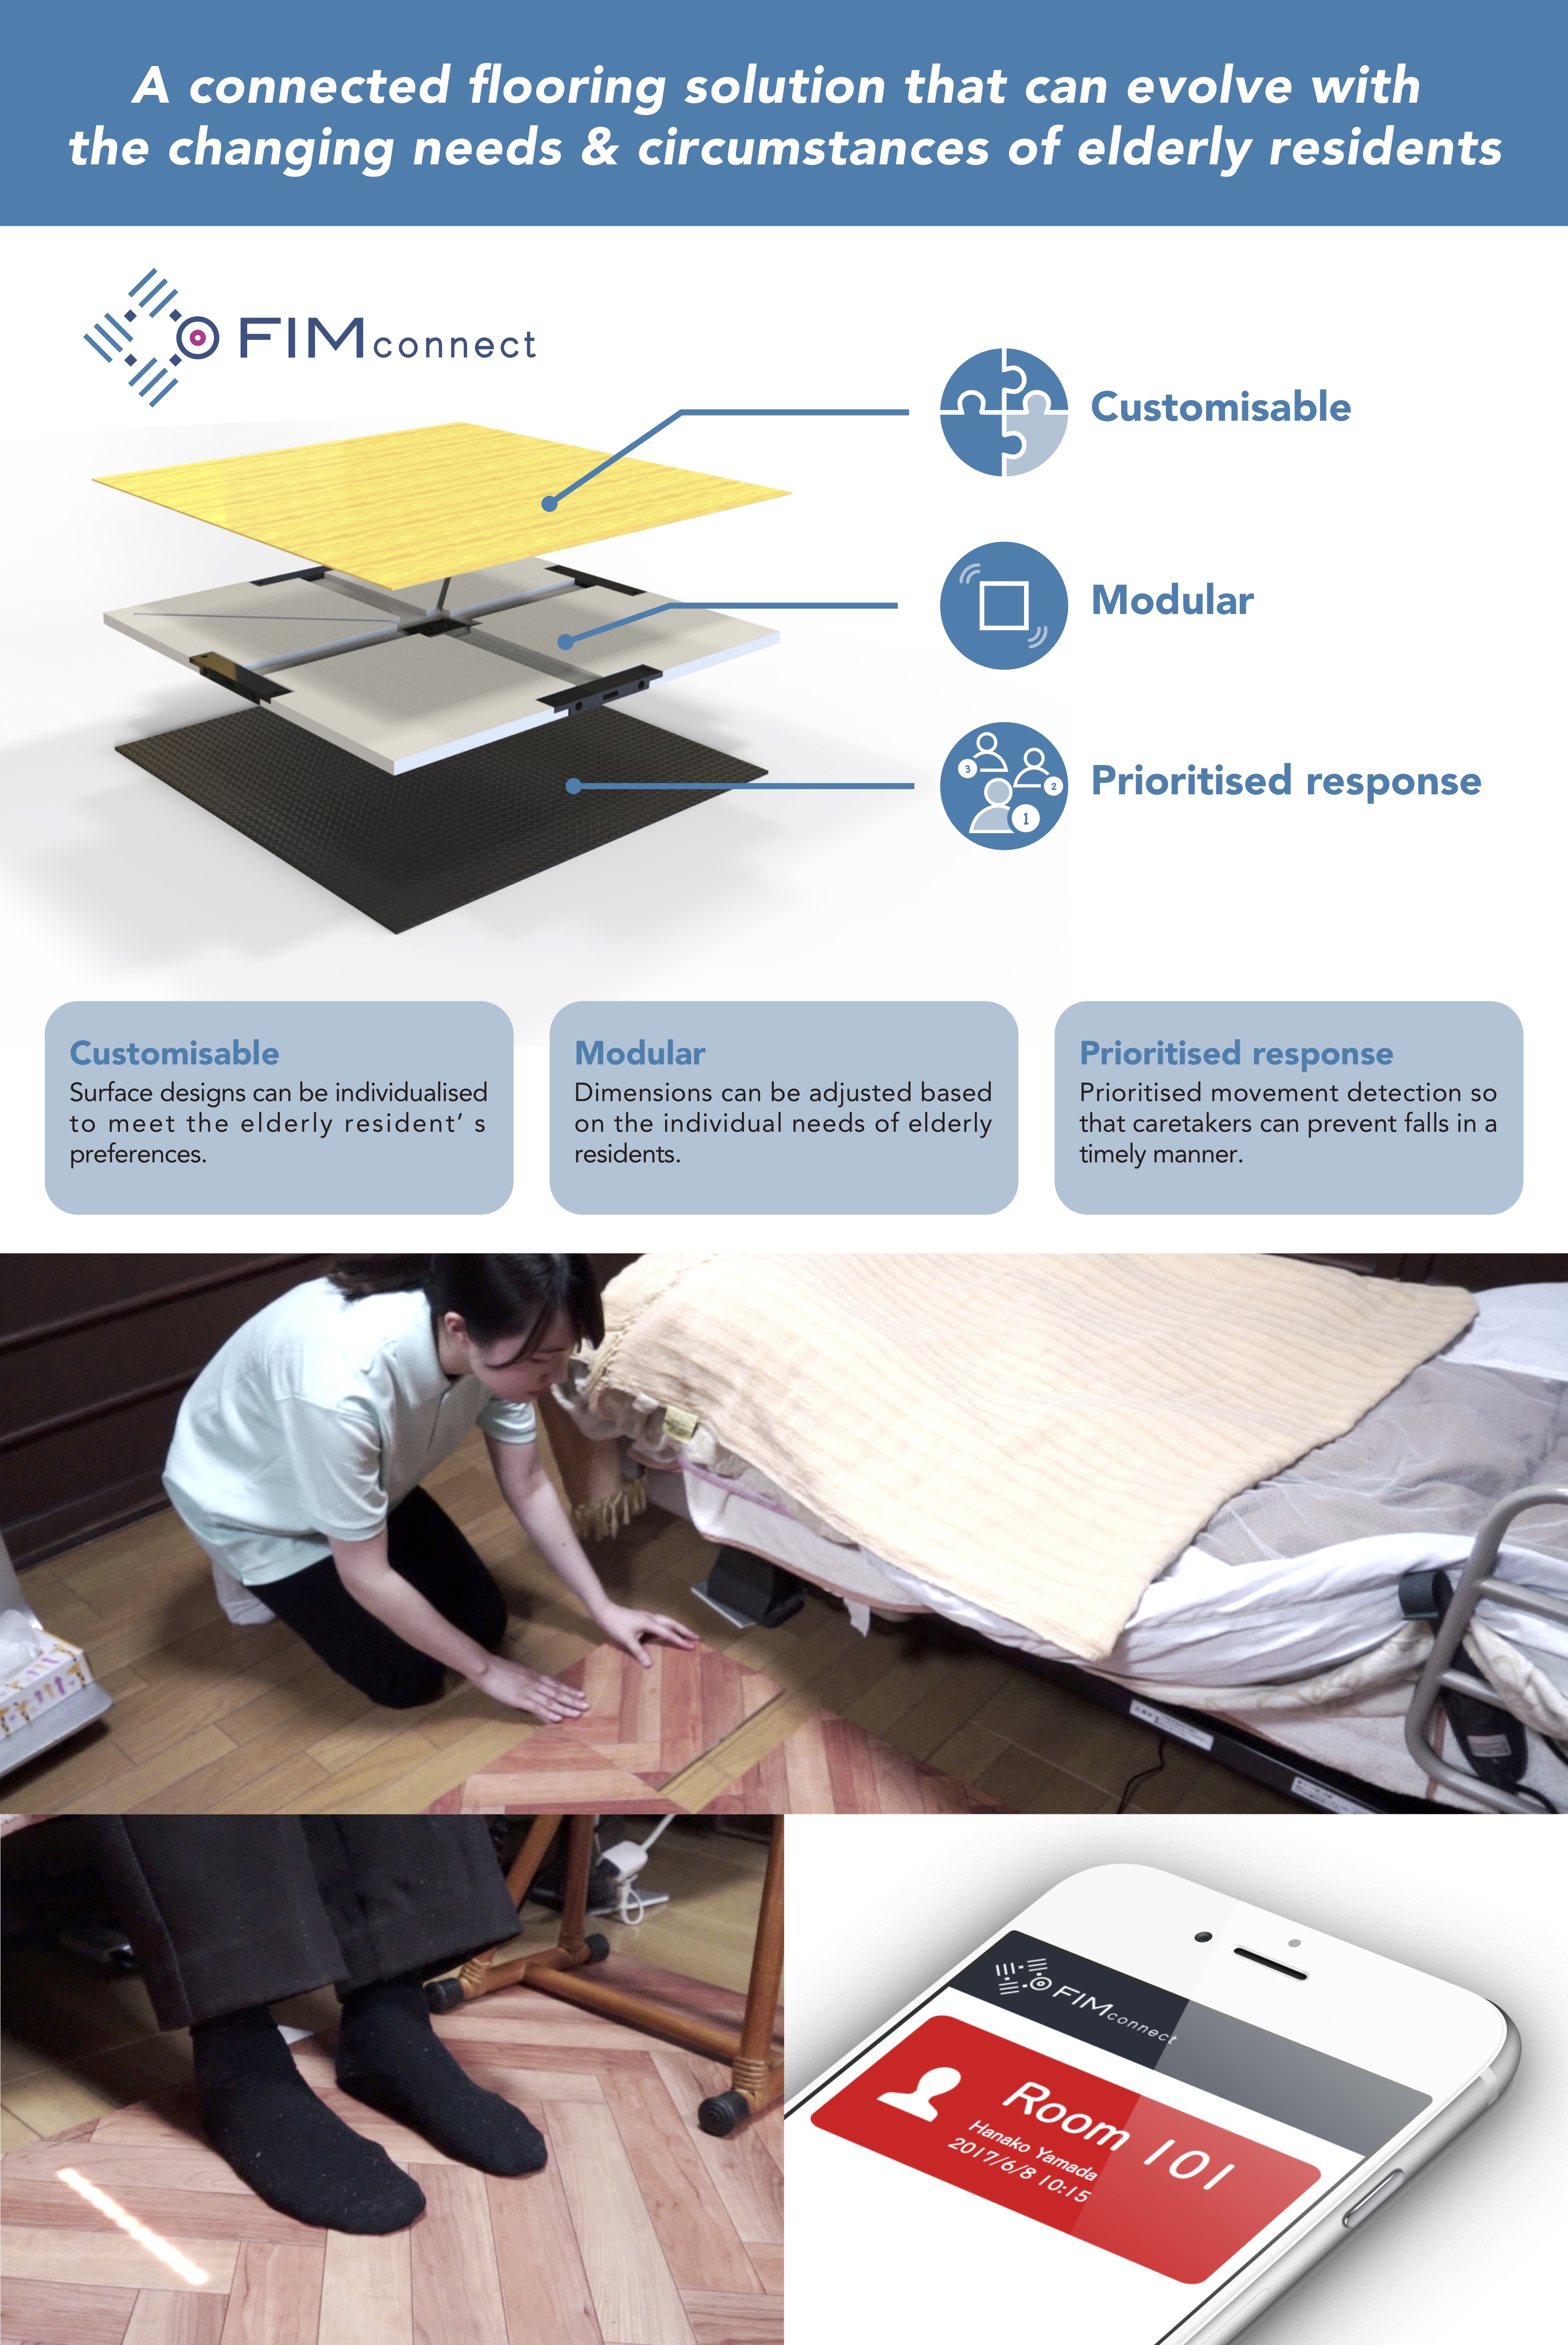 A connected flooring solution that can evolve with
the changing needs & circumstances of elderly residents
FIMconnect
Customisable
Modular
3
2
1
Prioritised response
Customisable
Surface designs can be individualised
to meet the elderly resident' s
preferences.
Modular
Dimensions can be adjusted based
on the individual needs of elderly
residents.
Prioritised response
Prioritised movement detection so
that caretakers can prevent falls in a
timely manner.
FIMconnect
Room 101
Hanako Yamada
2017/6/8 10:15